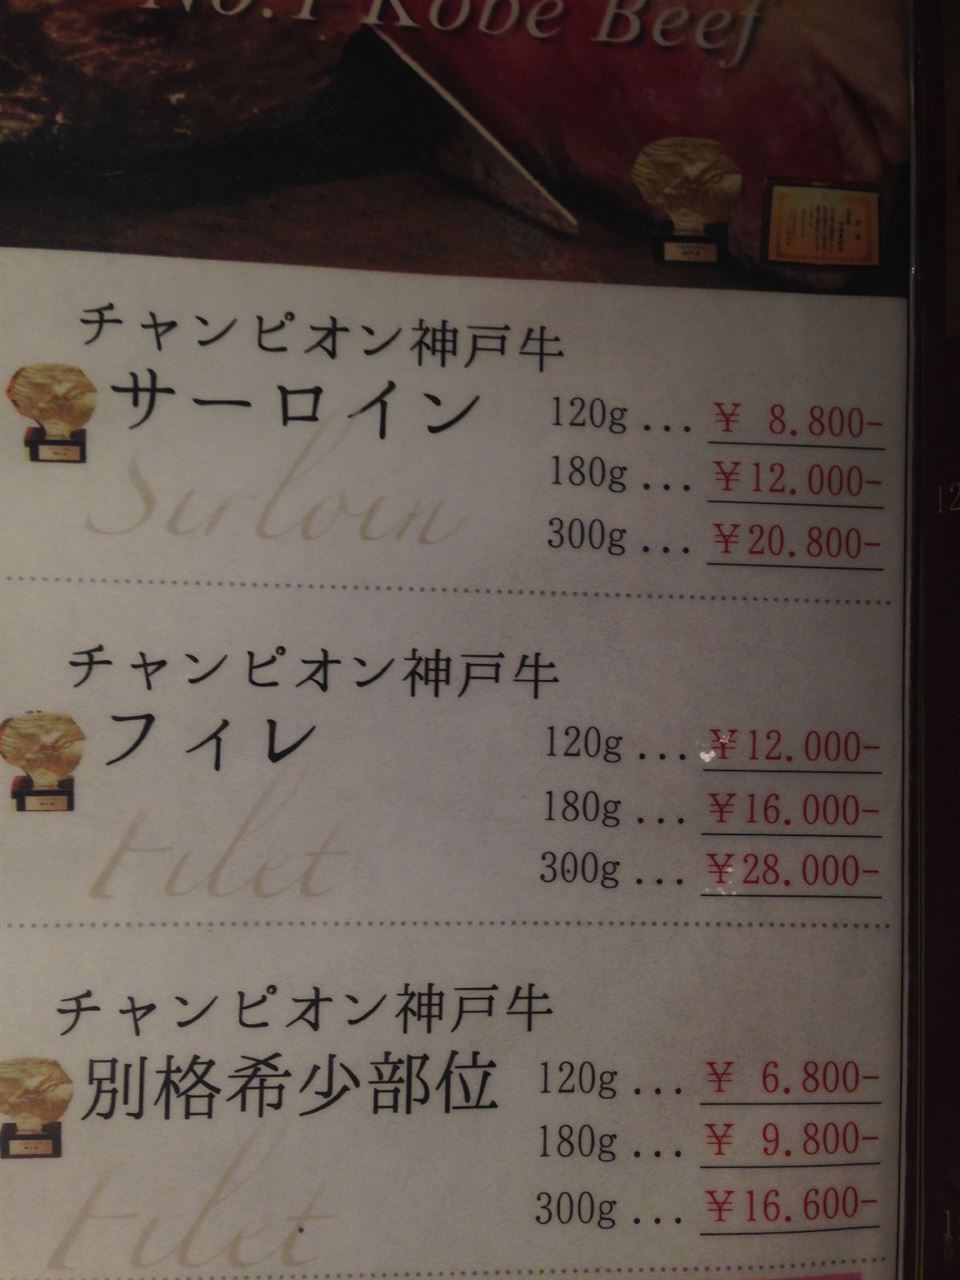 No.1 Kobe Beef
チャンピオン神戸牛
サーロイン
Sirloin
120g ... ¥ 8.800-
180g ... ¥12.000-
300g ... ¥20.800-
チャンピオン神戸牛
フィレ
Filet
120g ... ¥12.000-
180g ... ¥16.000-
300g ... ¥28.000-
チャンピオン神戸牛
別格希少部位
Filet
120g ... ¥ 6.800-
180g ... ¥ 9.800-
300g ... ¥16.600-